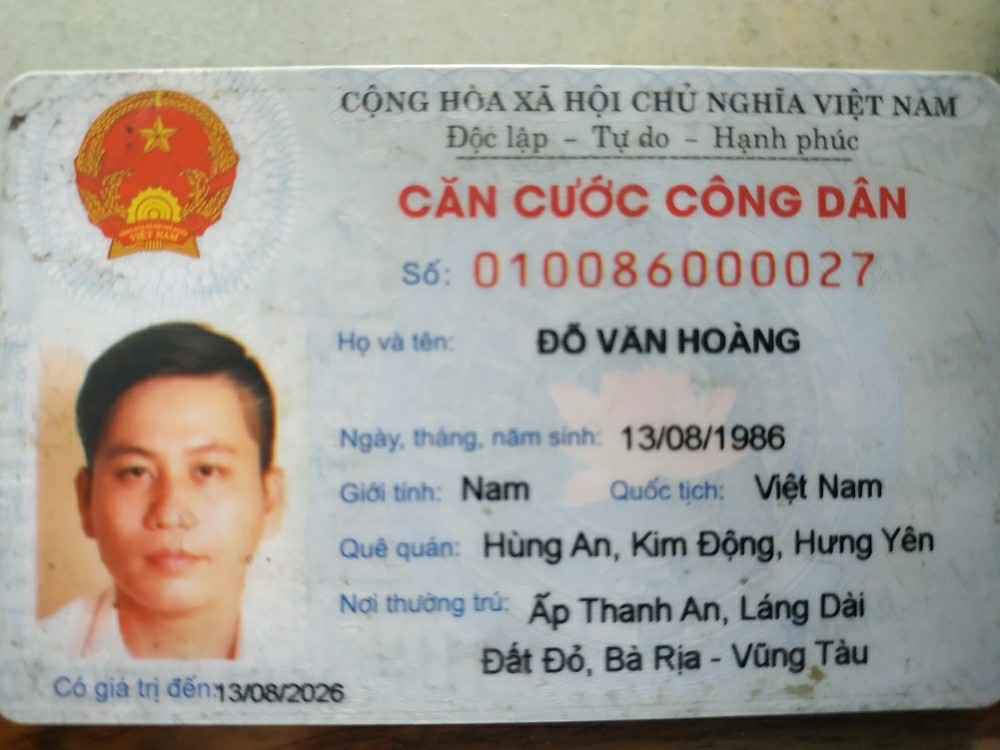 CỘNG HÒA XÃ HỘI CHỦ NGHĨA VIỆT NAM
Độc lập - Tự do - Hạnh phúc
CĂN CƯỚC CÔNG DÂN
Số: 010086000027
Họ và tên: ĐỖ VĂN HOÀNG
Ngày, tháng, năm sinh: 13/08/1986
Giới tính: Nam Quốc tịch: Việt Nam
Quê quán: Hùng An, Kim Động, Hưng Yên
Nơi thường trú: Ấp Thanh An, Láng Dài
Đất Đỏ, Bà Rịa - Vũng Tàu
Có giá trị đến: 13/08/2026
VIỆT NAM